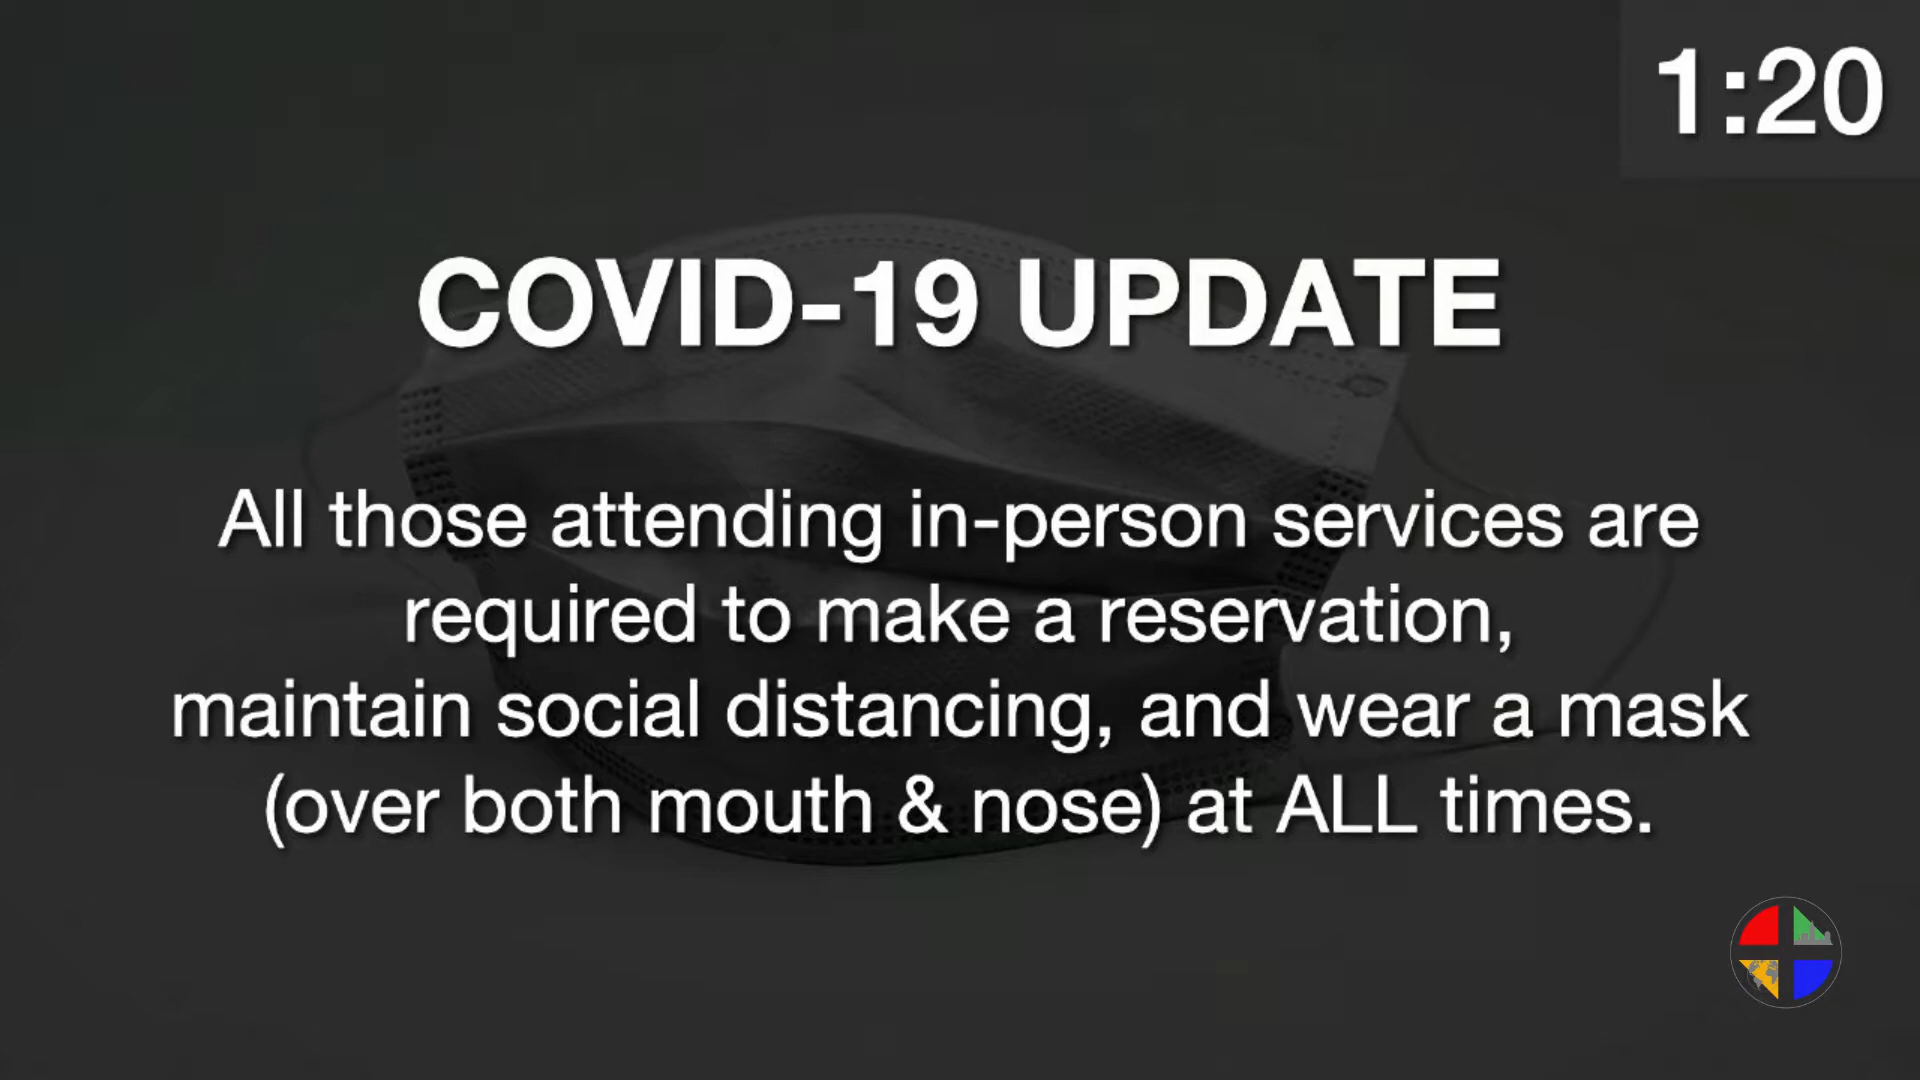 1:20
COVID-19 UPDATE
All those attending in-person services are
required to make a reservation,
maintain social distancing, and wear a mask
(over both mouth & nose) at ALL times.